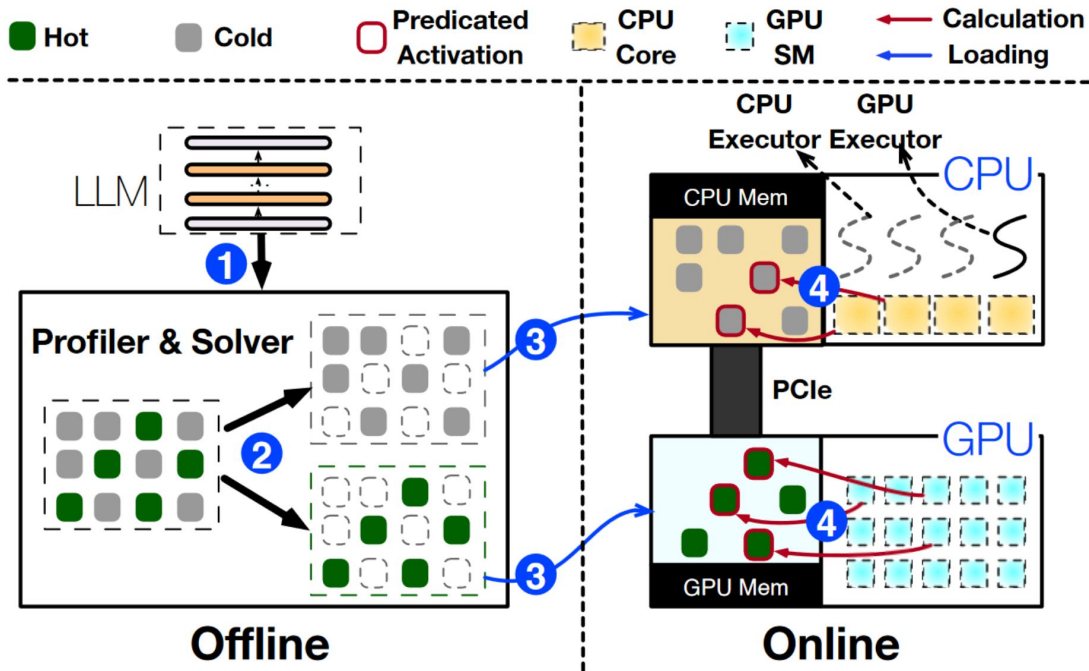 Hot
Cold
Predicated
Activation
CPU
Core
GPU
SM
Calculation
Loading
LLM
1
Profiler & Solver
2
3
3
Offline
CPU
Executor
GPU
Executor
CPU
CPU Mem
4
PCIe
GPU
4
GPU Mem
Online